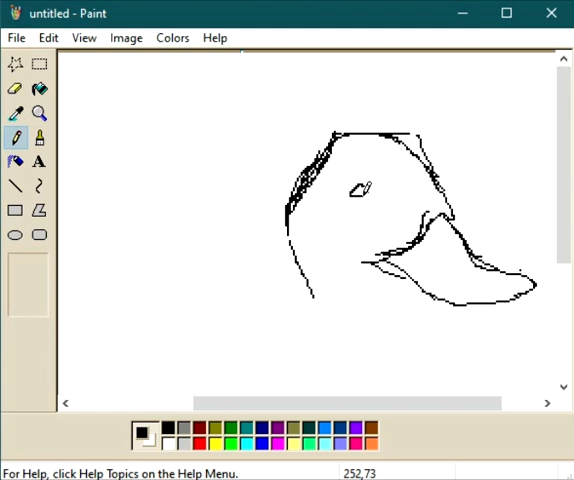 untitled - Paint
File Edit View Image Colors Help
A
For Help, click Help Topics on the Help Menu. 252,73